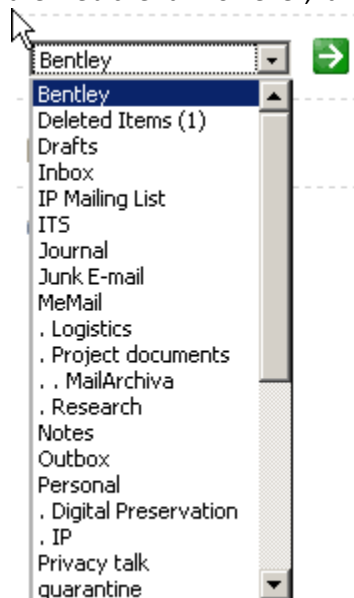 Bentley
Bentley
Deleted Items (1)
Drafts
Inbox
IP Mailing List
ITS
Journal
Junk E-mail
MeMail
. Logistics
. Project documents
. . MailArchiva
. Research
Notes
Outbox
Personal
. Digital Preservation
. IP
Privacy talk
quarantine